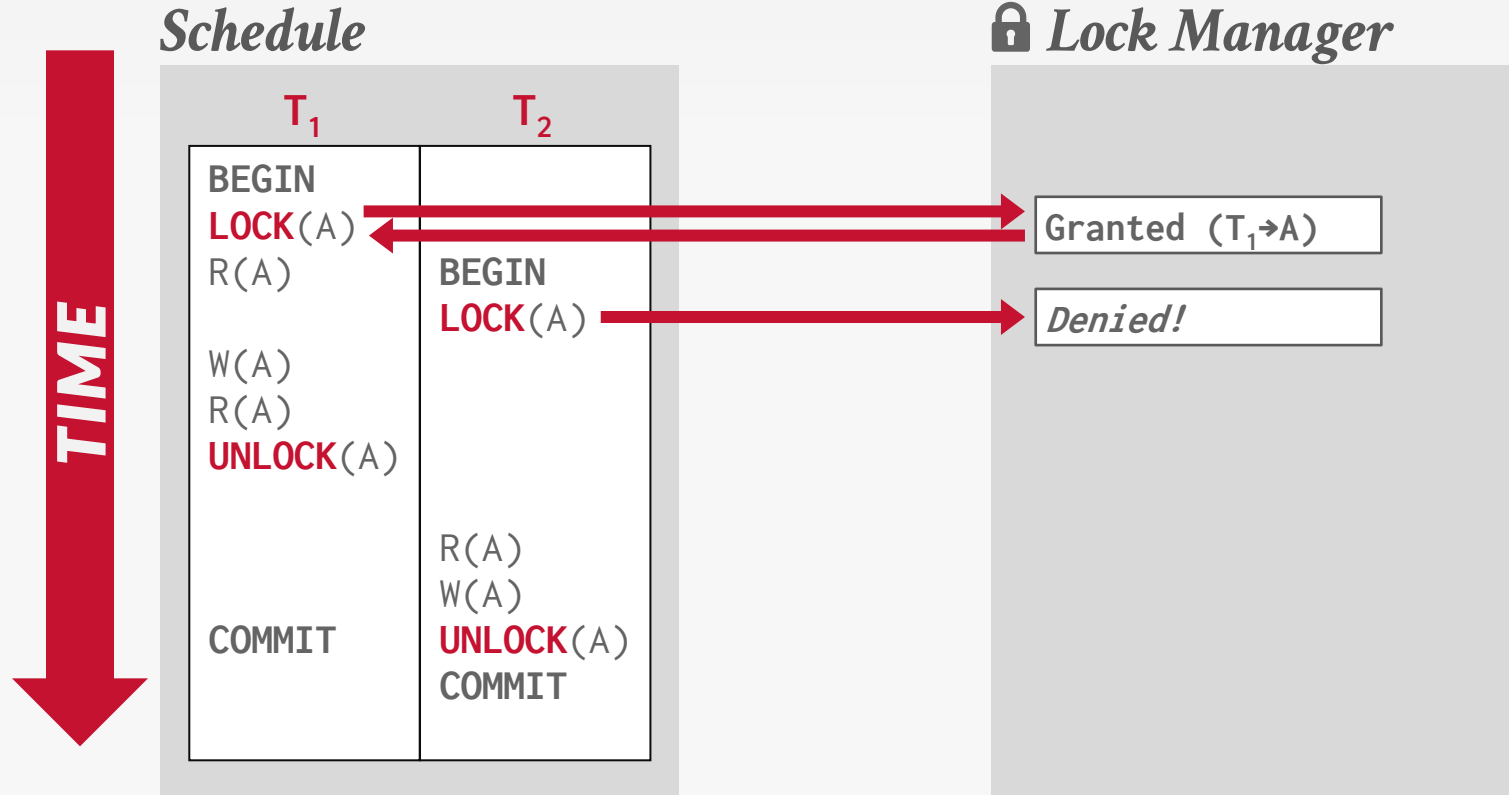 Schedule
Lock Manager
TIME
T1 T2
BEGIN
LOCK(A)
Granted (T1→A)
R(A) BEGIN
LOCK(A)
Denied!
W(A)
R(A)
UNLOCK(A)
R(A)
W(A)
COMMIT UNLOCK(A)
COMMIT